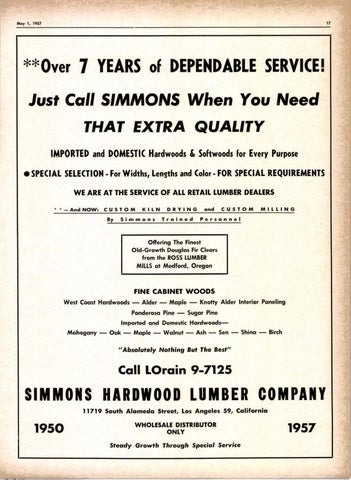 May 1, 1957 17
**Over 7 YEARS of DEPENDABLE SERVICE!
Just Call SIMMONS When You Need
THAT EXTRA QUALITY
IMPORTED and DOMESTIC Hardwoods & Softwoods for Every Purpose
●SPECIAL SELECTION - For Widths, Lengths and Color - FOR SPECIAL REQUIREMENTS
WE ARE AT THE SERVICE OF ALL RETAIL LUMBER DEALERS
** — And NOW: CUSTOM KILN DRYING and CUSTOM MILLING
By Simmons Trained Personnel
Offering The Finest
Old-Growth Douglas Fir Clears
from the ROSS LUMBER
MILLS at Medford, Oregon
FINE CABINET WOODS
West Coast Hardwoods — Alder — Maple — Knotty Alder Interior Paneling
Ponderosa Pine — Sugar Pine
Imported and Domestic Hardwoods—
Mahogany — Oak — Maple — Walnut — Ash — Sen — Shina — Birch
"Absolutely Nothing But The Best"
Call LOrain 9-7125
SIMMONS HARDWOOD LUMBER COMPANY
11719 South Alameda Street, Los Angeles 59, California
1950 WHOLESALE DISTRIBUTOR 1957
ONLY
Steady Growth Through Special Service